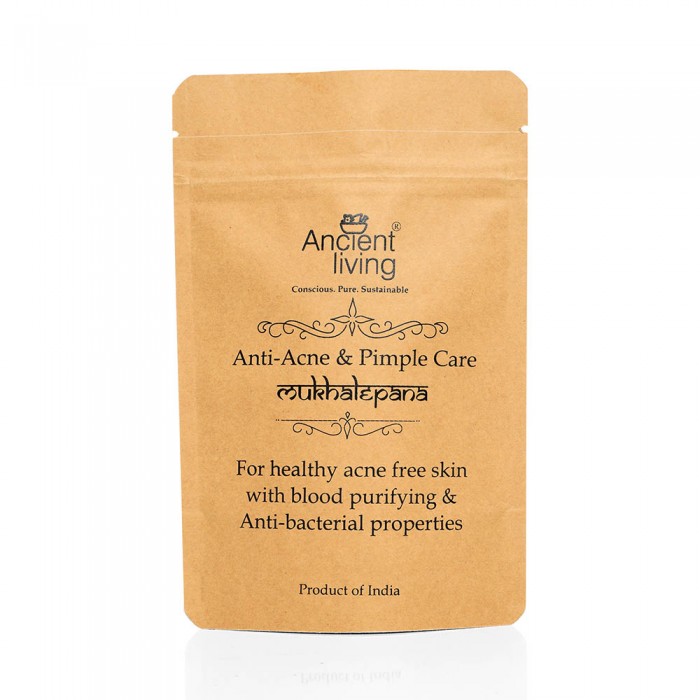 Ancient®
living
Conscious. Pure. Sustainable
Anti-Acne & Pimple Care
mukhalepana
For healthy acne free skin
with blood purifying &
Anti-bacterial properties
Product of India